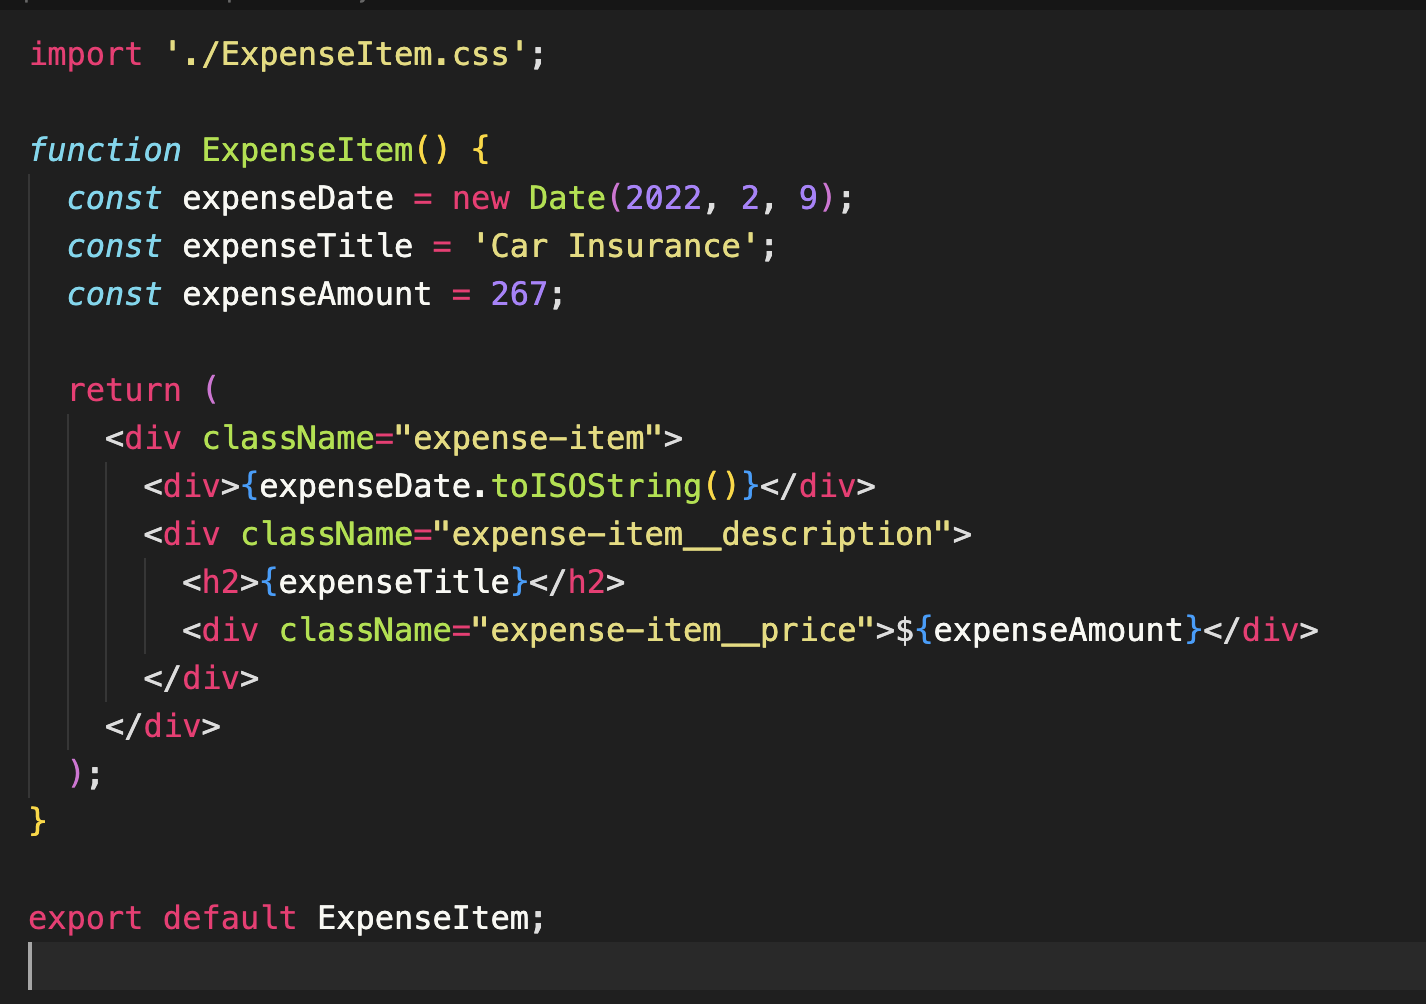 import './ExpenseItem.css';
function ExpenseItem() {
const expenseDate = new Date(2022, 2, 9);
const expenseTitle = 'Car Insurance';
const expenseAmount = 267;
return (
<div className="expense-item">
<div>{expenseDate.toISOString()}</div>
<div className="expense-item__description">
<h2>{expenseTitle}</h2>
<div className="expense-item__price">${expenseAmount}</div>
</div>
</div>
);
}
export default ExpenseItem;